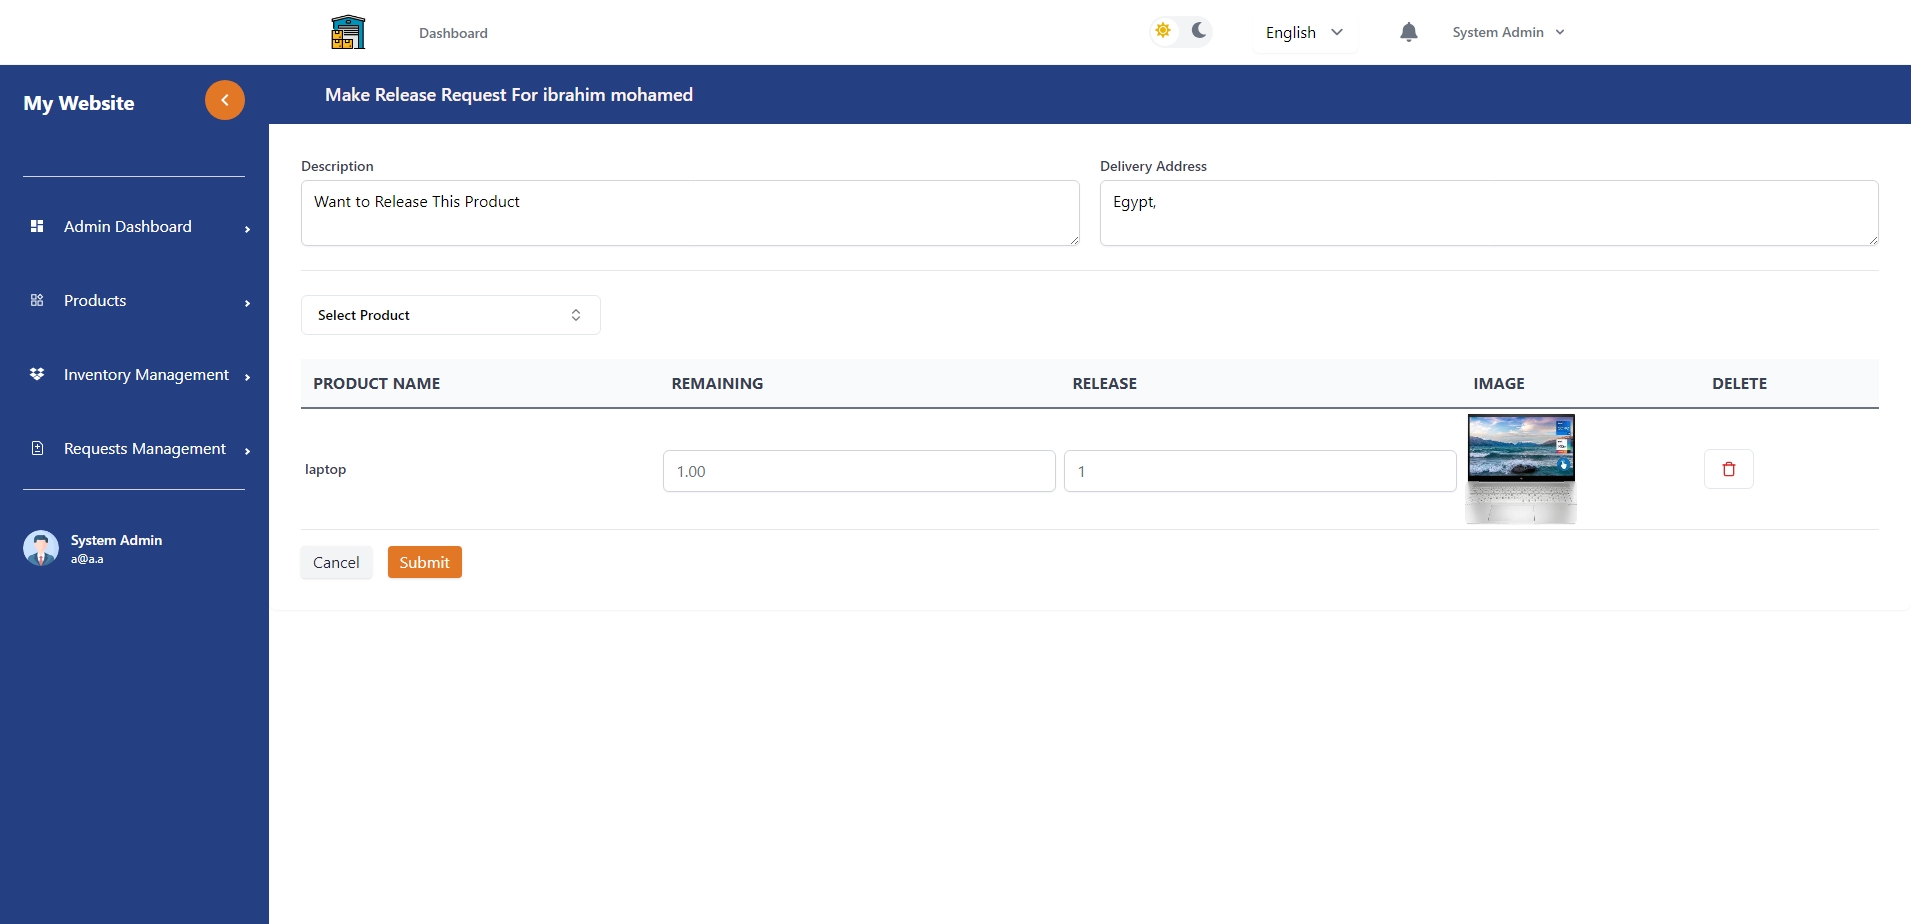 Dashboard
English
System Admin
My Website
Make Release Request For ibrahim mohamed
Admin Dashboard
Products
Inventory Management
Requests Management
System Admin
a@a.a
Description
Delivery Address
Want to Release This Product
Egypt,
Select Product
PRODUCT NAME REMAINING RELEASE IMAGE DELETE
laptop 1.00 1
Cancel Submit